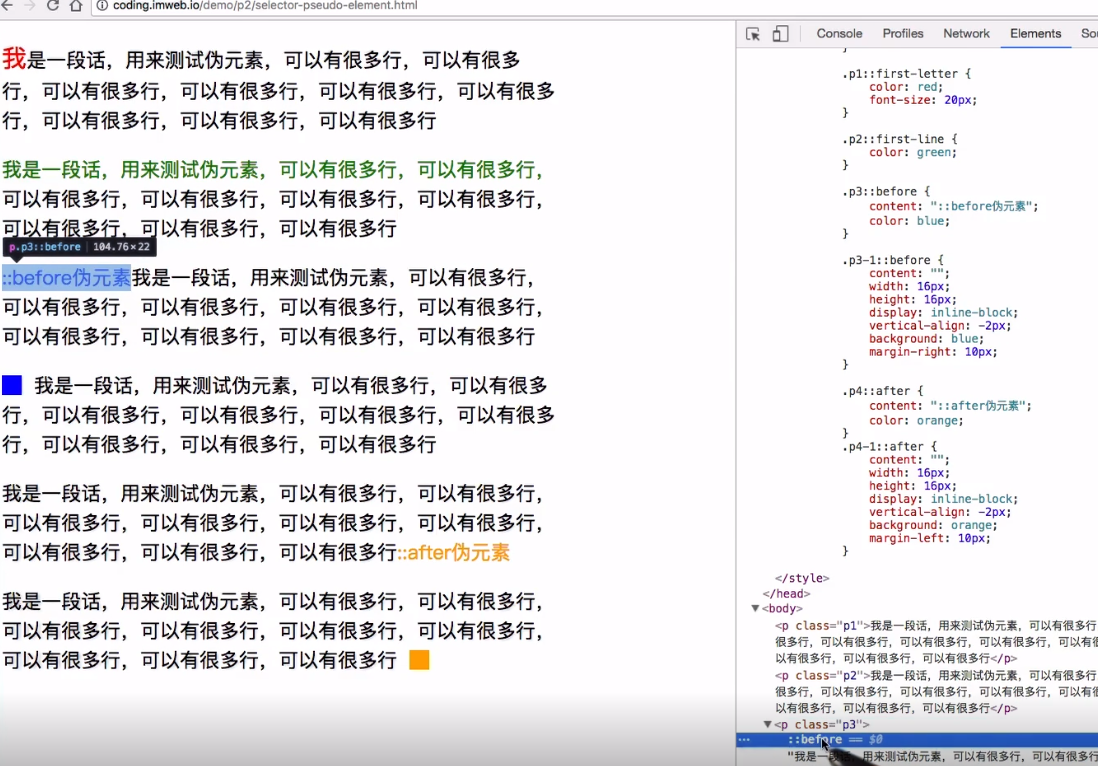 coding.imweb.io/demo/p2/selector-pseudo-element.html
我是一段话，用来测试伪元素，可以有很多行，可以有很多
行，可以有很多行，可以有很多行，可以有很多行，可以有很多
行，可以有很多行，可以有很多行，可以有很多行
我是一段话，用来测试伪元素，可以有很多行，可以有很多行，
可以有很多行，可以有很多行，可以有很多行，可以有很多行，
可以有很多行，可以有很多行，可以有很多行
p.p3::before | 104.76×22
::before伪元素我是一段话，用来测试伪元素，可以有很多行，
可以有很多行，可以有很多行，可以有很多行，可以有很多行，
可以有很多行，可以有很多行，可以有很多行，可以有很多行
我是一段话，用来测试伪元素，可以有很多行，可以有很多
行，可以有很多行，可以有很多行，可以有很多行，可以有很多
行，可以有很多行，可以有很多行，可以有很多行
我是一段话，用来测试伪元素，可以有很多行，可以有很多行，
可以有很多行，可以有很多行，可以有很多行，可以有很多行，
可以有很多行，可以有很多行，可以有很多行::after伪元素
我是一段话，用来测试伪元素，可以有很多行，可以有很多行，
可以有很多行，可以有很多行，可以有很多行，可以有很多行，
可以有很多行，可以有很多行，可以有很多行
Console Profiles Network Elements So
}
.p1::first-letter {
color: red;
font-size: 20px;
}
.p2::first-line {
color: green;
}
.p3::before {
content: "::before伪元素";
color: blue;
}
.p3-1::before {
content: "";
width: 16px;
height: 16px;
display: inline-block;
vertical-align: -2px;
background: blue;
margin-right: 10px;
}
.p4::after {
content: "::after伪元素";
color: orange;
}
.p4-1::after {
content: "";
width: 16px;
height: 16px;
display: inline-block;
vertical-align: -2px;
background: orange;
margin-left: 10px;
}
</style>
</head>
<body>
<p class="p1">我是一段话，用来测试伪元素，可以有很多行
很多行，可以有很多行，可以有很多行，可以有很多行，可以有很
以有很多行，可以有很多行，可以有很多行</p>
<p class="p2">我是一段话，用来测试伪元素，可以有很多行
很多行，可以有很多行，可以有很多行，可以有很多行，可以有很
以有很多行，可以有很多行，可以有很多行</p>
<p class="p3">
::before == $0
"我是一段话，用来测试伪元素，可以有很多行，可以有很多行